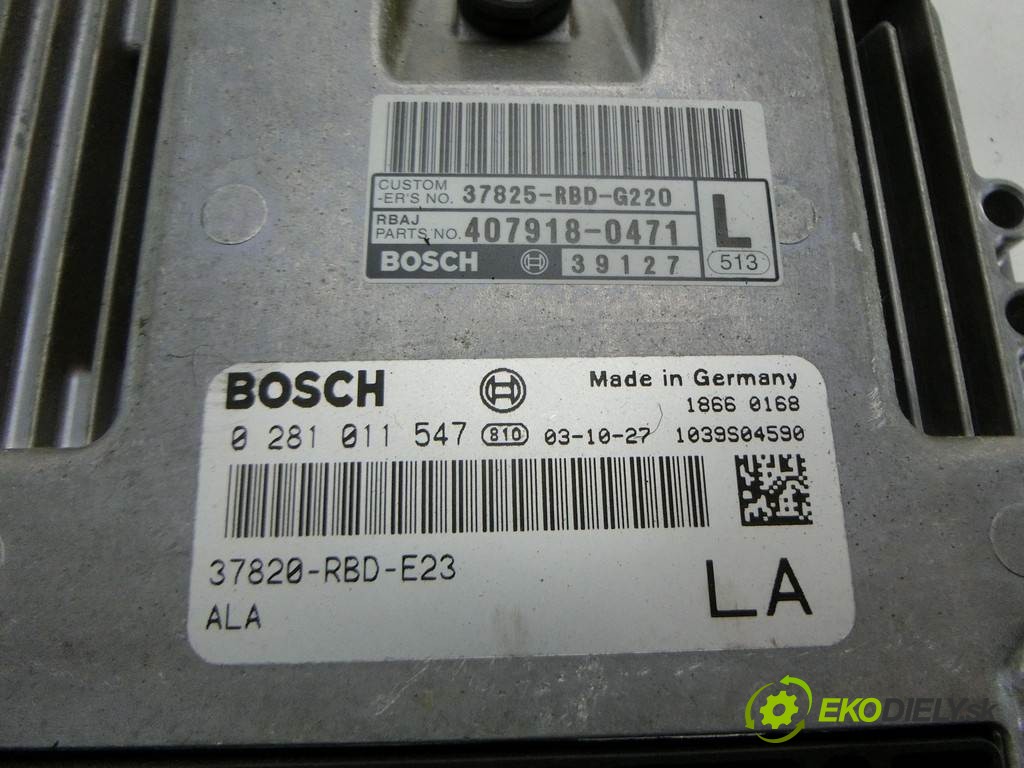 CUSTOM
-ER'S NO. 37825-RBD-G220
RBAJ
PARTS NO. 407918-0471
L
BOSCH 39127 513
BOSCH Made in Germany
1866 0168
0 281 011 547 810 03-10-27 1039S04590
37820-RBD-E23
LA
ALA
EKODIELY.sk